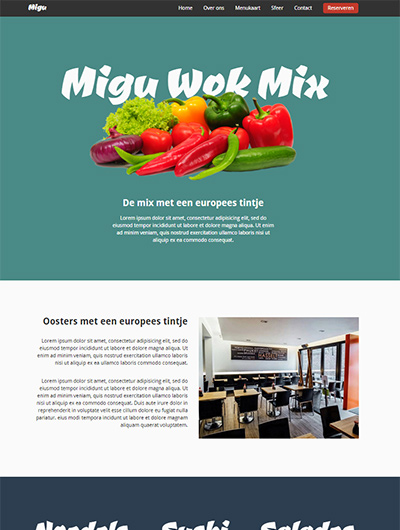 Migu
Home Over ons Menukaart Sfeer Contact Reserveren
Migu Wok Mix
De mix met een europees tintje
Lorem ipsum dolor sit amet, consectetur adipisicing elit, sed do
eiusmod tempor incididunt ut labore et dolore magna aliqua. Ut
enim ad minim veniam, quis nostrud exercitation ullamco laboris nisi ut
aliquip ex ea commodo consequat.
Oosters met een europees tintje
Lorem ipsum dolor sit amet, consectetur adipisicing elit, sed do
eiusmod tempor incididunt ut labore et dolore magna aliqua. Ut
enim ad minim veniam, quis nostrud exercitation ullamco laboris
nisi ut aliquip ex ea commodo consequat.
Lorem ipsum dolor sit amet, consectetur adipisicing elit, sed do
eiusmod tempor incididunt ut labore et dolore magna aliqua. Ut
enim ad minim veniam, quis nostrud exercitation ullamco laboris
nisi ut aliquip ex ea commodo consequat. Duis aute irure dolor in
reprehenderit in voluptate velit esse cillum dolore eu fugiat nulla
pariatur. eius modi tempora incidunt ut labore et dolore magnam
aliquam quaerat voluptatem.
Noodels Sushi Salades